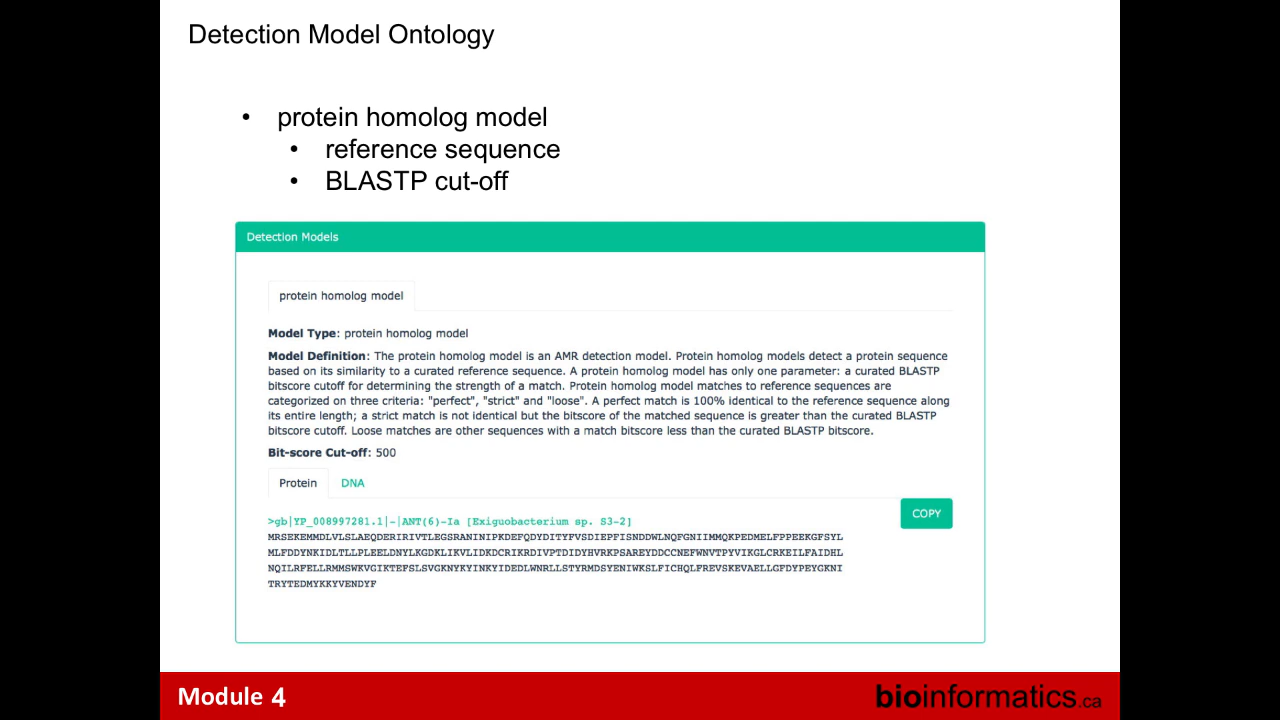 Detection Model Ontology
• protein homolog model
• reference sequence
• BLASTP cut-off
Detection Models
protein homolog model
Model Type: protein homolog model
Model Definition: The protein homolog model is an AMR detection model. Protein homolog models detect a protein sequence
based on its similarity to a curated reference sequence. A protein homolog model has only one parameter: a curated BLASTP
bitscore cutoff for determining the strength of a match. Protein homolog model matches to reference sequences are
categorized on three criteria: "perfect", "strict" and "loose". A perfect match is 100% identical to the reference sequence along
its entire length; a strict match is not identical but the bitscore of the matched sequence is greater than the curated BLASTP
bitscore cutoff. Loose matches are other sequences with a match bitscore less than the curated BLASTP bitscore.
Bit-score Cut-off: 500
Protein DNA
COPY
>gb|YP_008997281.1|-|ANT(6)-Ia [Exiguobacterium sp. S3-2]
MRSEKEMMDLVLSLAEQDERIRIVTLEGSRANINIPKDEFQDYDITYFVSDIEPFISNDDWLNQFGNIIMMQKPEDMELFPPEEKGFSYL
MLFDDYNKIDLTLLPLEELDNYLKGDKLIKVLIDKDCRIKRDIVPTDIDYHVRKPSAREYDDCCNEFWNVTPYVIKGLCRKEILFAIDHL
NQILRFELLRMMSWKVGIKTEFSLSVGKNYKYINKYIDEDLWNRLLSTYRMDSYENIWKSLFICHQLFREVSKEVAELLGFDYPEYGKNI
TRYTEDMYKKYVENDYF
Module 4
bioinformatics.ca